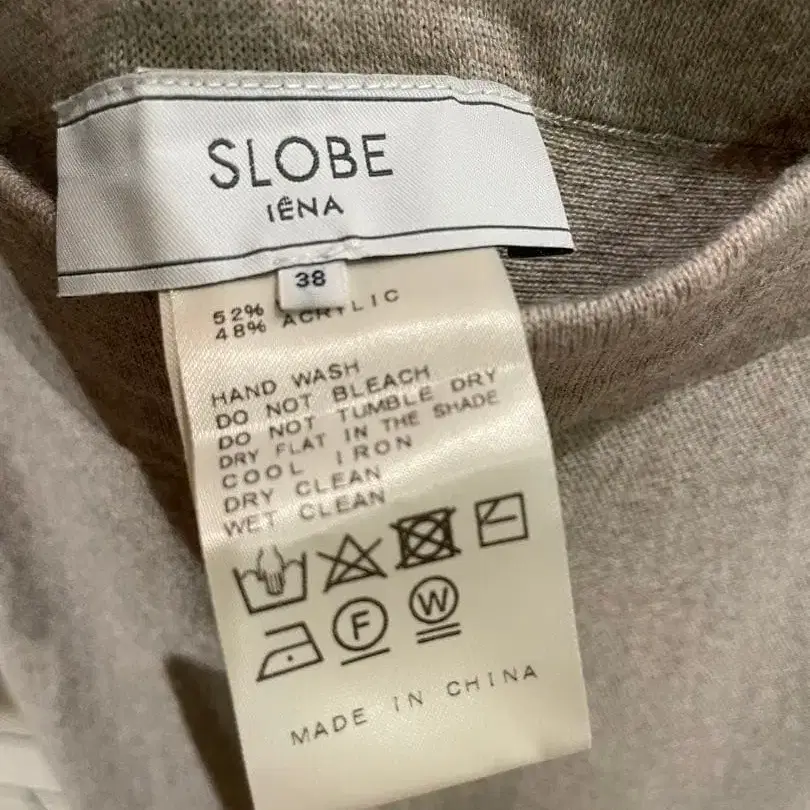 SLOBE
IÉNA
38
52%
48% ACRYLIC
HAND WASH
DO NOT BLEACH
DO NOT TUMBLE DRY
DRY FLAT IN THE SHADE
COOL IRON
DRY CLEAN
WET CLEAN
F
W
MADE IN CHINA